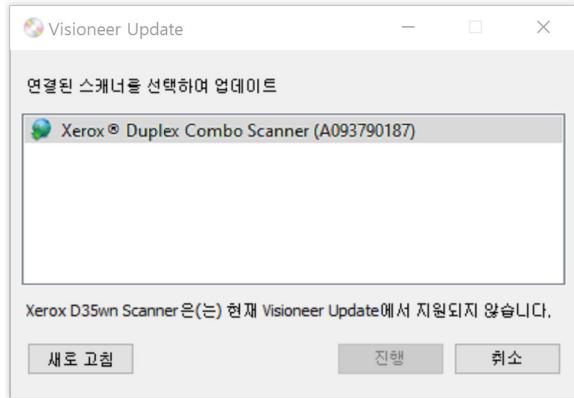 Visioneer Update
연결된 스캐너를 선택하여 업데이트
Xerox® Duplex Combo Scanner (A093790187)
Xerox D35wn Scanner은(는) 현재 Visioneer Update에서 지원되지 않습니다.
새로 고침 진행 취소